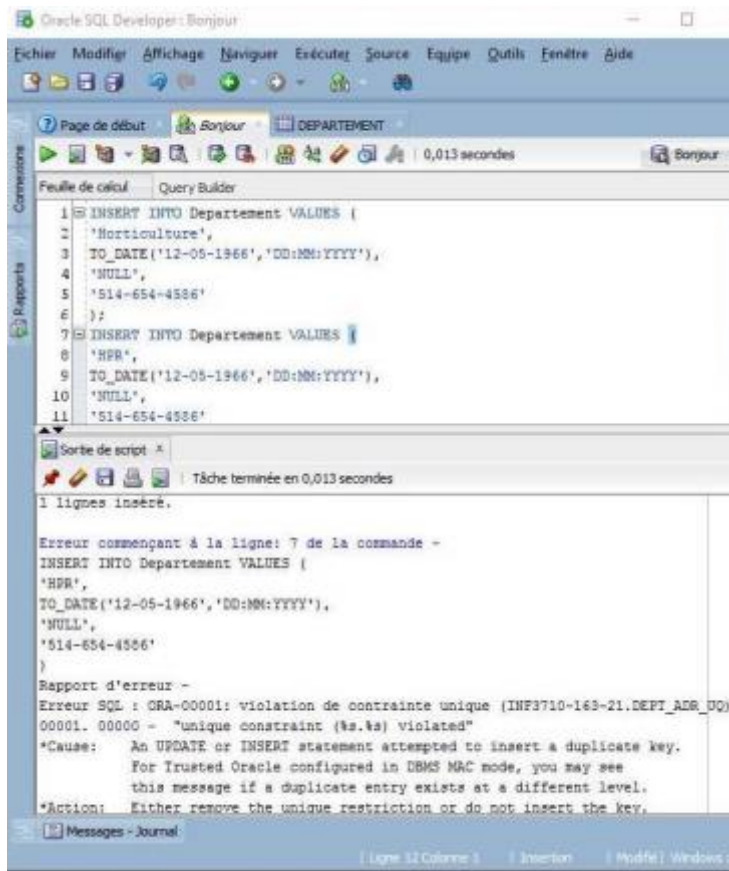 Oracle SQL Developer : Bonjour
Fichier Modifier Affichage Naviguer Exécuter Source Equipe Outils Fenêtre Aide
Page de début Bonjour DEPARTEMENT
0,013 secondes Bonjour
Connexions
Rapports
Feuille de calcul Query Builder
1 INSERT INTO Departement VALUES (
2 'Horticulture',
3 TO_DATE('12-05-1966','DD:MM:YYYY'),
4 'NULL',
5 '514-654-4586'
6 );
7 INSERT INTO Departement VALUES (
8 'HPR',
9 TO_DATE('12-05-1966','DD:MM:YYYY'),
10 'NULL',
11 '514-654-4586'
Sortie de script
Tâche terminée en 0,013 secondes
1 lignes inséré.
Erreur commençant à la ligne: 7 de la commande -
INSERT INTO Departement VALUES (
'HPR',
TO_DATE('12-05-1966','DD:MM:YYYY'),
'NULL',
'514-654-4586'
)
Rapport d'erreur -
Erreur SQL : ORA-00001: violation de contrainte unique (INF3710-163-21.DEPT_ADR_UQ)
00001. 00000 - "unique constraint (%s.%s) violated"
*Cause: An UPDATE or INSERT statement attempted to insert a duplicate key.
For Trusted Oracle configured in DBMS MAC mode, you may see
this message if a duplicate entry exists at a different level.
*Action: Either remove the unique restriction or do not insert the key.
Messages - Journal
Ligne 12 Colonne 1 Insertion Modifié Windows